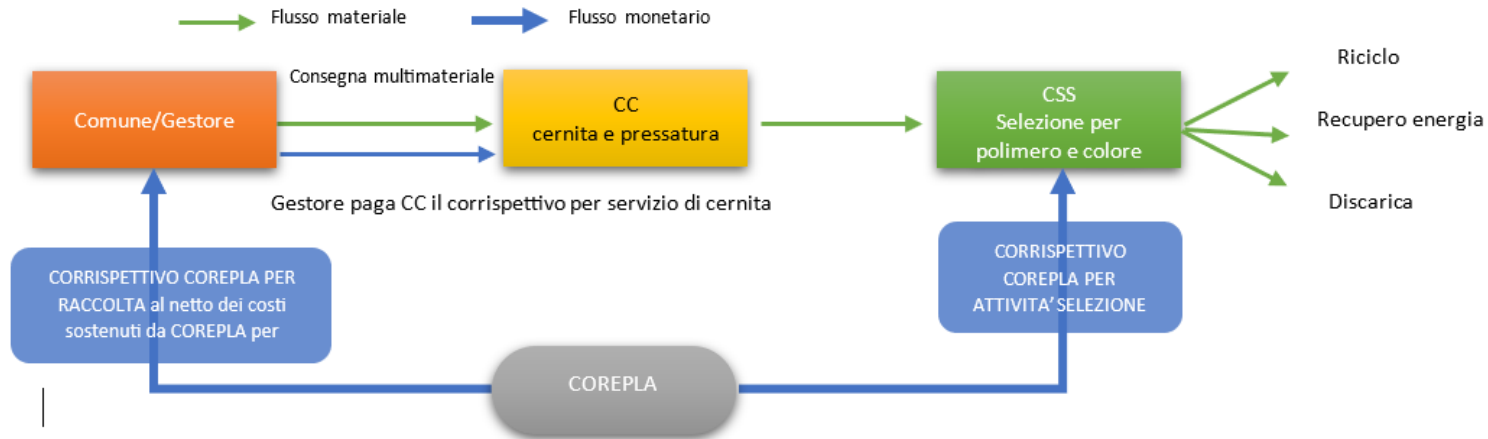 Flusso materiale
Flusso monetario
Comune/Gestore
Consegna multimateriale
CC
cernita e pressatura
CSS
Selezione per
polimero e colore
Riciclo
Recupero energia
Discarica
Gestore paga CC il corrispettivo per servizio di cernita
CORRISPETTIVO COREPLA PER
RACCOLTA al netto dei costi
sostenuti da COREPLA per
CORRISPETTIVO
COREPLA PER
ATTIVITA’ SELEZIONE
COREPLA